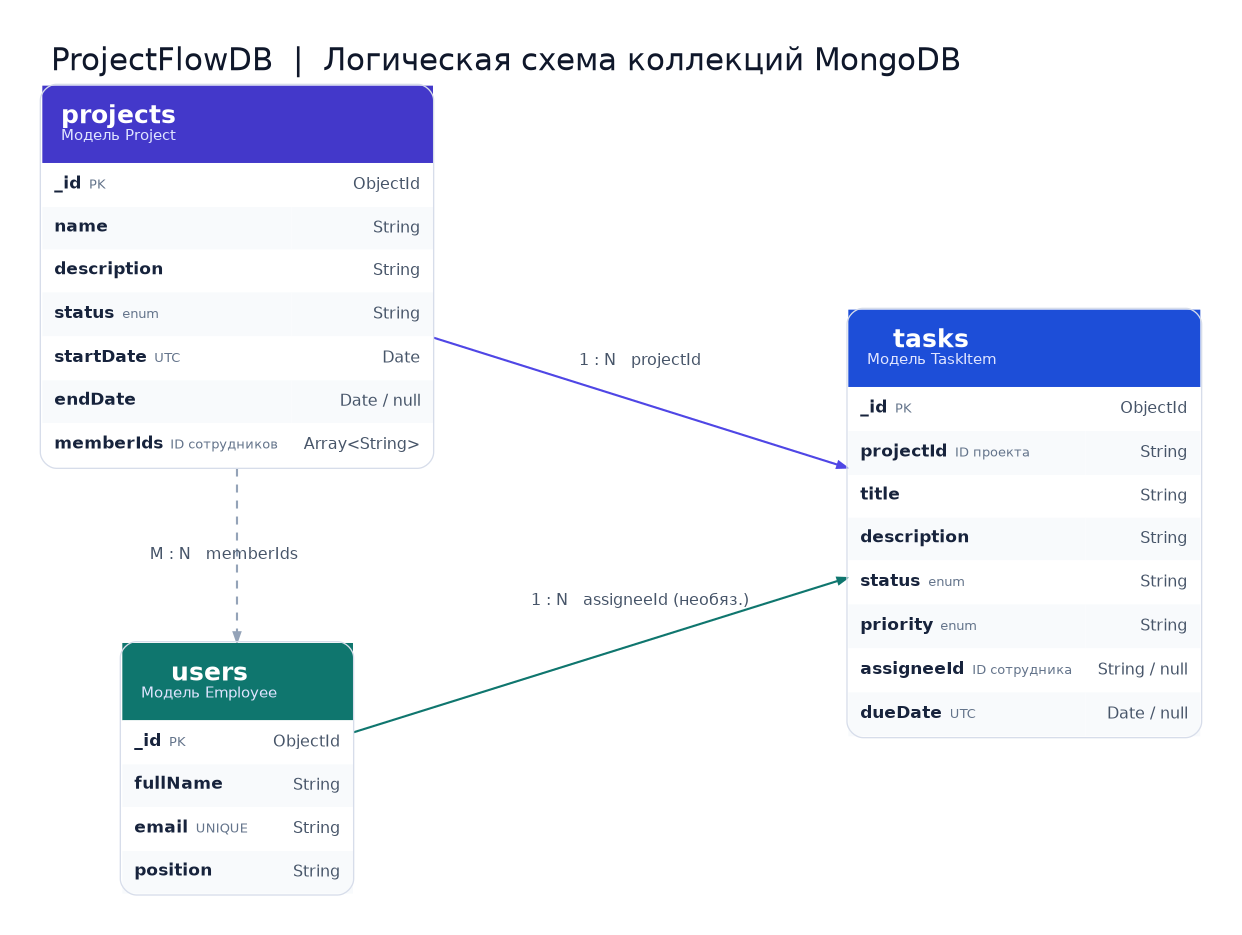 ProjectFlowDB | Логическая схема коллекций MongoDB
projects
Модель Project
_id PK ObjectId
name String
description String
status enum String
startDate UTC Date
endDate Date / null
memberIds ID сотрудников Array<String>
1 : N projectId
tasks
Модель TaskItem
_id PK ObjectId
projectId ID проекта String
title String
description String
status enum String
priority enum String
assigneeId ID сотрудника String / null
dueDate UTC Date / null
M : N memberIds
1 : N assigneeId (необяз.)
users
Модель Employee
_id PK ObjectId
fullName String
email UNIQUE String
position String